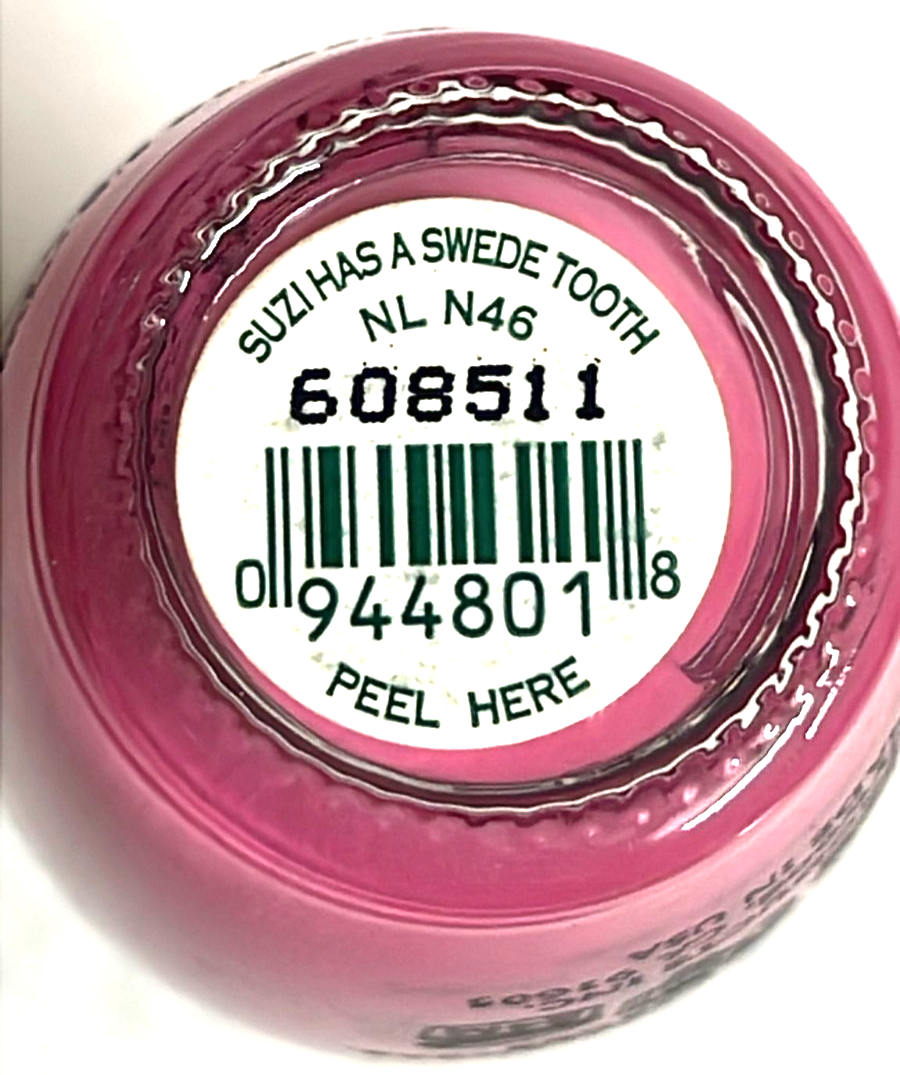 SUZI HAS A SWEDE TOOTH
NL N46
608511
0 944801 8
PEEL HERE